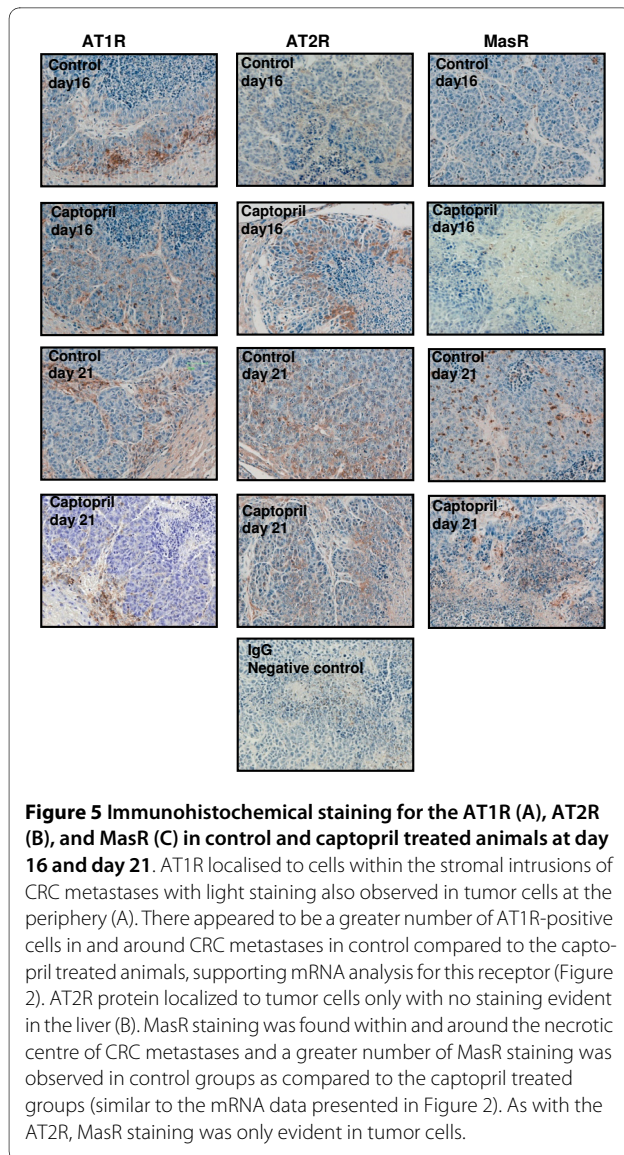 AT1R AT2R MasR
Control
day16
Control
day16
Control
day16
Captopril
day16
Captopril
day16
Captopril
day16
Control
day 21
Control
day 21
Control
day 21
Captopril
day 21
Captopril
day 21
Captopril
day 21
IgG
Negative control
Figure 5 Immunohistochemical staining for the AT1R (A), AT2R
(B), and MasR (C) in control and captopril treated animals at day
16 and day 21. AT1R localised to cells within the stromal intrusions of
CRC metastases with light staining also observed in tumor cells at the
periphery (A). There appeared to be a greater number of AT1R-positive
cells in and around CRC metastases in control compared to the capto-
pril treated animals, supporting mRNA analysis for this receptor (Figure
2). AT2R protein localized to tumor cells only with no staining evident
in the liver (B). MasR staining was found within and around the necrotic
centre of CRC metastases and a greater number of MasR staining was
observed in control groups as compared to the captopril treated
groups (similar to the mRNA data presented in Figure 2). As with the
AT2R, MasR staining was only evident in tumor cells.